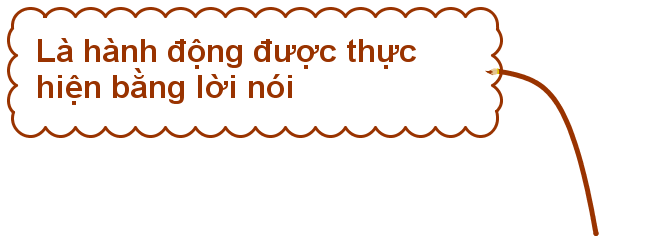 Là hành động được thực
hiện bằng lời nói